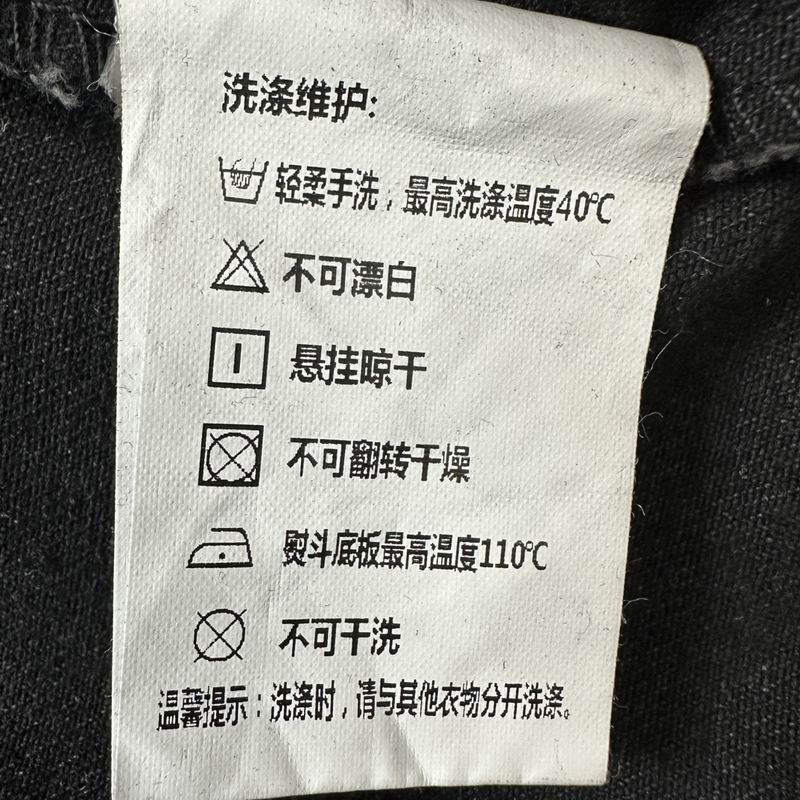 洗涤维护:
轻柔手洗，最高洗涤温度40℃
不可漂白
悬挂晾干
不可翻转干燥
熨斗底板最高温度110℃
不可干洗
温馨提示：洗涤时，请与其他衣物分开洗涤。